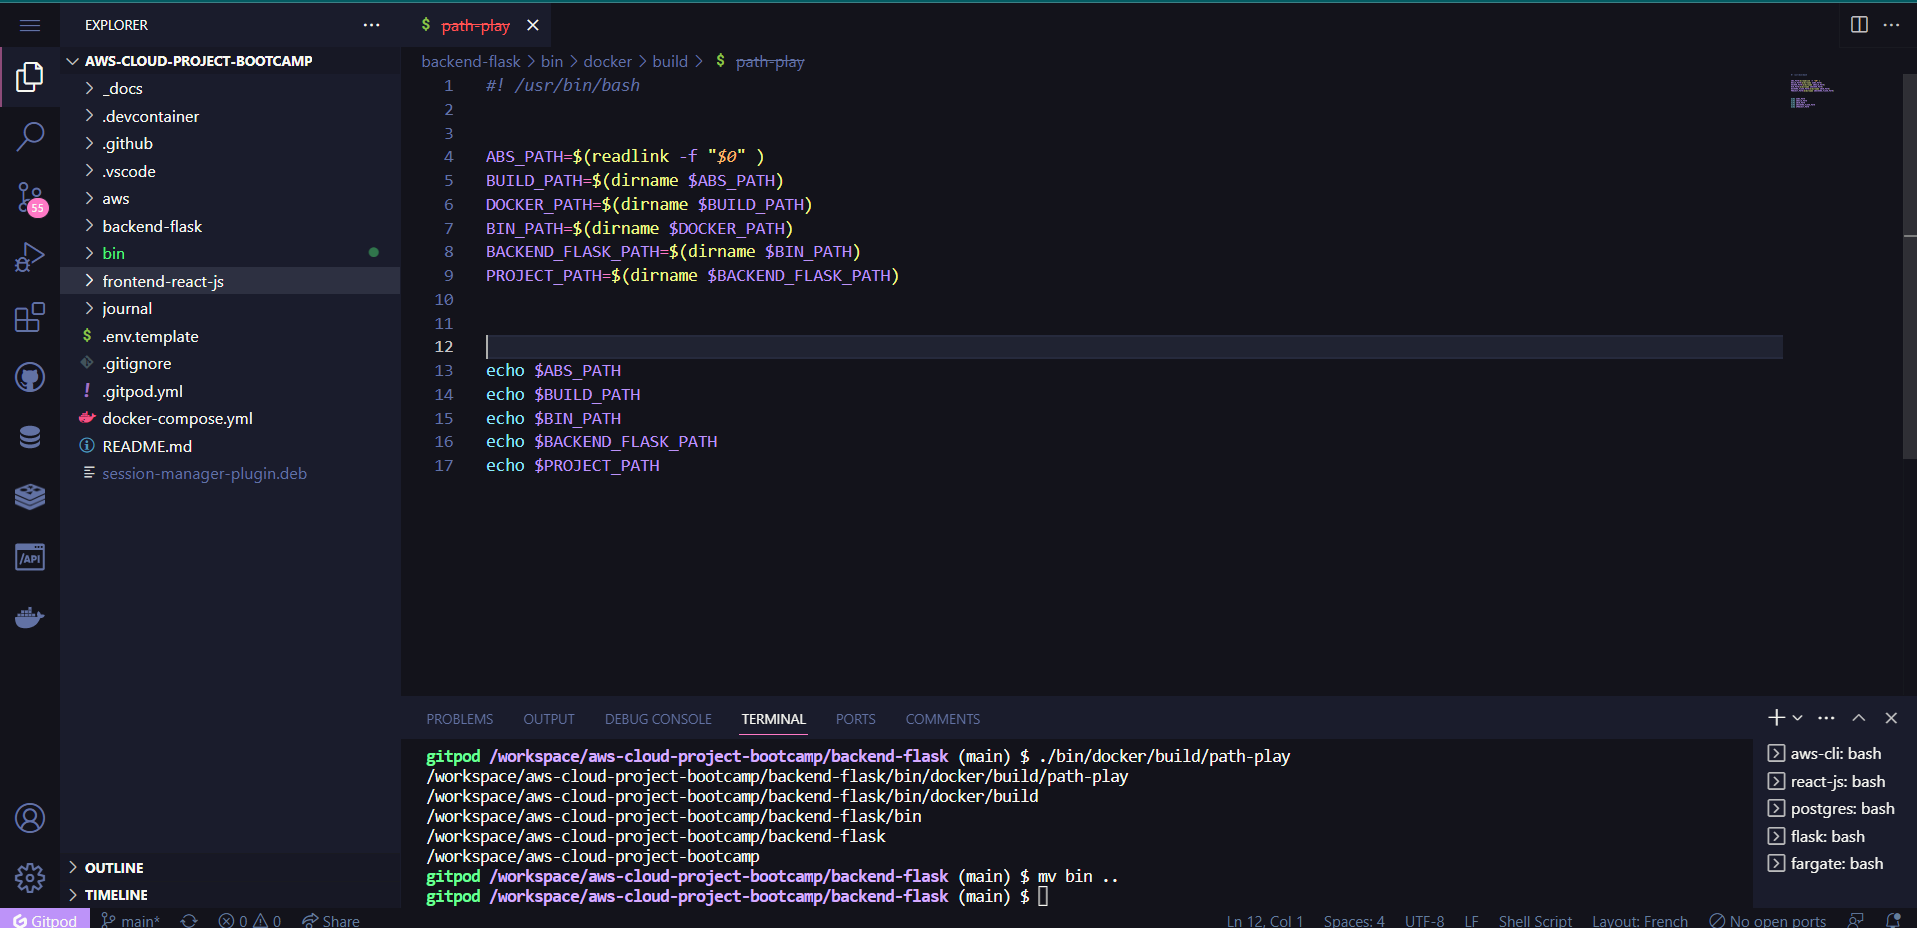 EXPLORER
AWS-CLOUD-PROJECT-BOOTCAMP
_docs
.devcontainer
.github
.vscode
aws
backend-flask
bin
frontend-react-js
journal
$ .env.template
.gitignore
! .gitpod.yml
docker-compose.yml
README.md
session-manager-plugin.deb
OUTLINE
TIMELINE
55
/API
$ path-play
backend-flask > bin > docker > build > $ path-play
1 #! /usr/bin/bash
2
3
4 ABS_PATH=$(readlink -f "$0" )
5 BUILD_PATH=$(dirname $ABS_PATH)
6 DOCKER_PATH=$(dirname $BUILD_PATH)
7 BIN_PATH=$(dirname $DOCKER_PATH)
8 BACKEND_FLASK_PATH=$(dirname $BIN_PATH)
9 PROJECT_PATH=$(dirname $BACKEND_FLASK_PATH)
10
11
12
13 echo $ABS_PATH
14 echo $BUILD_PATH
15 echo $BIN_PATH
16 echo $BACKEND_FLASK_PATH
17 echo $PROJECT_PATH
PROBLEMS OUTPUT DEBUG CONSOLE TERMINAL PORTS COMMENTS
gitpod /workspace/aws-cloud-project-bootcamp/backend-flask (main) $ ./bin/docker/build/path-play
/workspace/aws-cloud-project-bootcamp/backend-flask/bin/docker/build/path-play
/workspace/aws-cloud-project-bootcamp/backend-flask/bin/docker/build
/workspace/aws-cloud-project-bootcamp/backend-flask/bin
/workspace/aws-cloud-project-bootcamp/backend-flask
/workspace/aws-cloud-project-bootcamp
gitpod /workspace/aws-cloud-project-bootcamp/backend-flask (main) $ mv bin ..
gitpod /workspace/aws-cloud-project-bootcamp/backend-flask (main) $
aws-cli: bash
react-js: bash
postgres: bash
flask: bash
fargate: bash
Gitpod main* 0 0 Share Ln 12, Col 1 Spaces: 4 UTF-8 LF Shell Script Layout: French No open ports